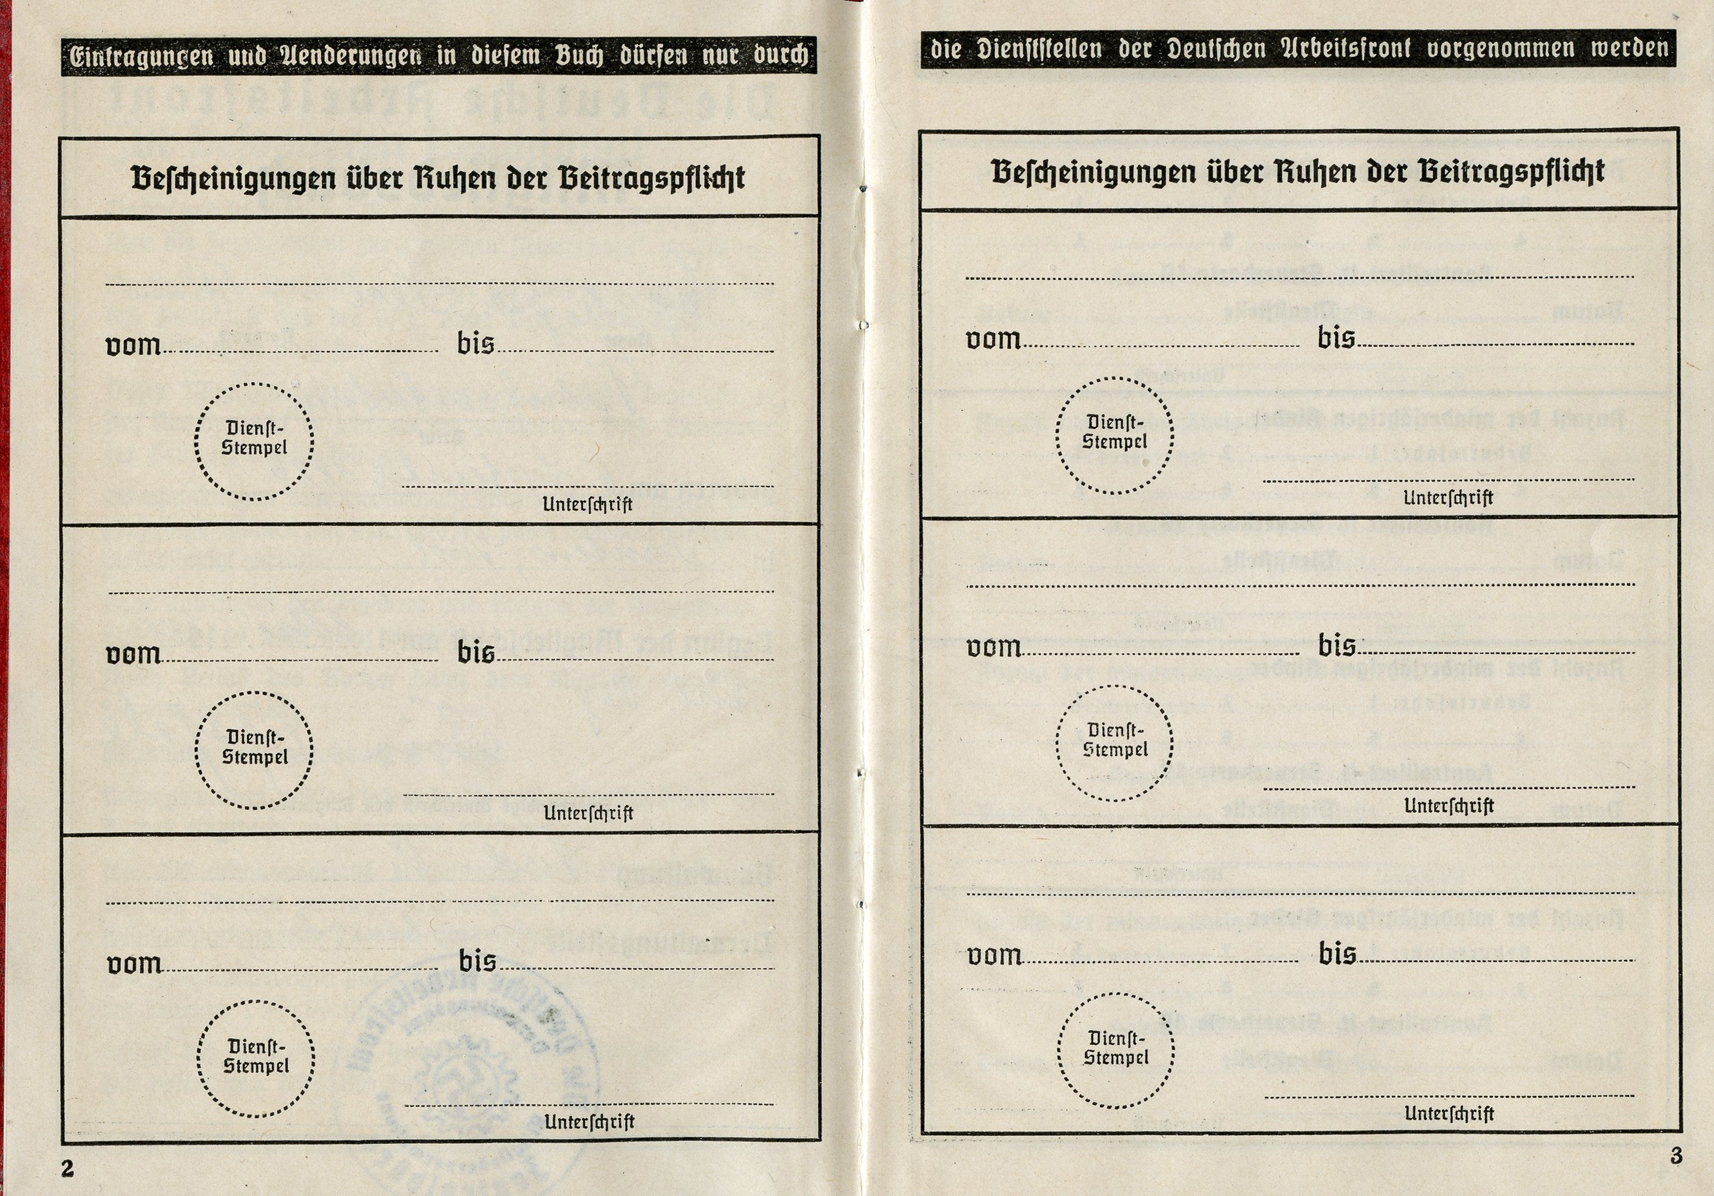 Eintragungen und Aenderungen in diesem Buch dürfen nur durch
Bescheinigungen über Ruhen der Beitragspflicht
vom bis
Dienst-
Stempel
Unterschrift
vom bis
Dienst-
Stempel
Unterschrift
vom bis
Dienst-
Stempel
Unterschrift
2
die Dienststellen der Deutschen Arbeitsfront vorgenommen werden
Bescheinigungen über Ruhen der Beitragspflicht
vom bis
Dienst-
Stempel
Unterschrift
vom bis
Dienst-
Stempel
Unterschrift
vom bis
Dienst-
Stempel
Unterschrift
3